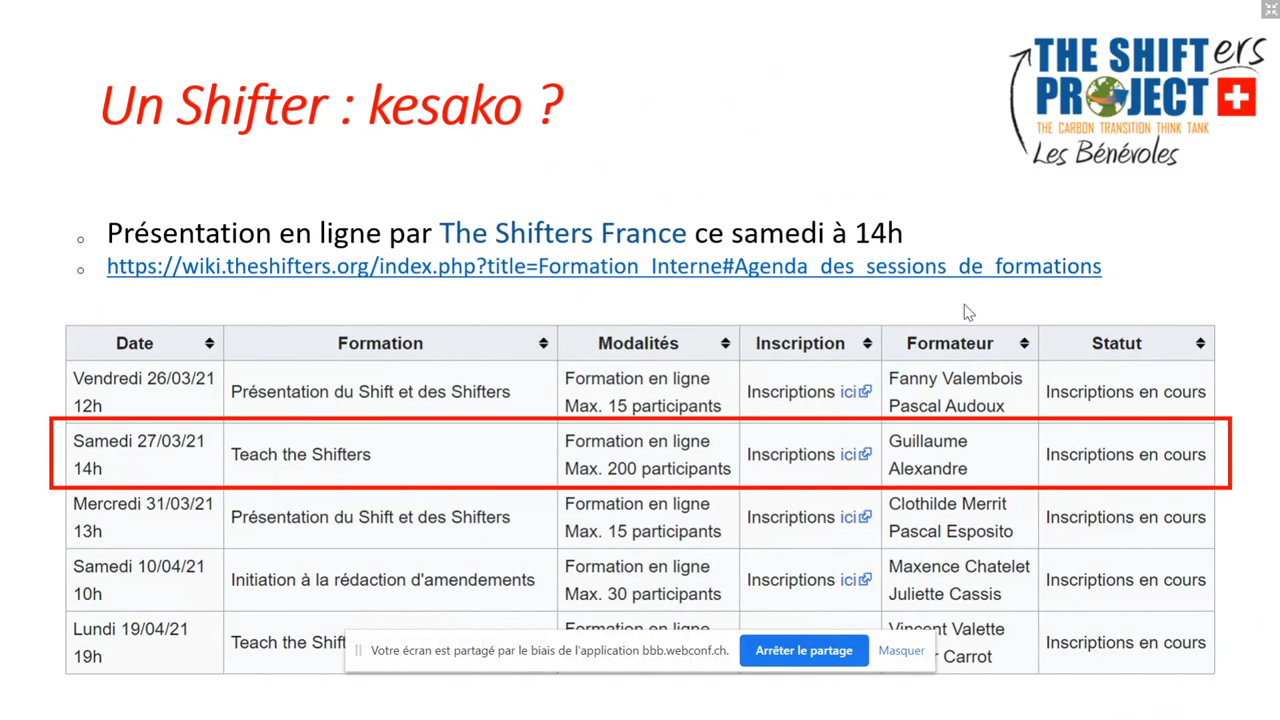 THE SHIFTers
PROJECT
THE CARBON TRANSITION THINK TANK
Les Bénévoles
Un Shifter : kesako ?
Présentation en ligne par The Shifters France ce samedi à 14h
https://wiki.theshifters.org/index.php?title=Formation_Interne#Agenda_des_sessions_de_formations
Date Formation Modalités Inscription Formateur Statut
Vendredi 26/03/21 Formation en ligne Fanny Valembois
Présentation du Shift et des Shifters Inscriptions ici Inscriptions en cours
12h Max. 15 participants Pascal Audoux
Samedi 27/03/21 Formation en ligne Guillaume
Teach the Shifters Inscriptions ici Inscriptions en cours
14h Max. 200 participants Alexandre
Mercredi 31/03/21 Formation en ligne Clothilde Merrit
Présentation du Shift et des Shifters Inscriptions ici Inscriptions en cours
13h Max. 15 participants Pascal Esposito
Samedi 10/04/21 Formation en ligne Maxence Chatelet
Initiation à la rédaction d'amendements Inscriptions ici Inscriptions en cours
10h Max. 30 participants Juliette Cassis
Lundi 19/04/21 Formation en ligne Vincent Valette
Teach the Shift Inscriptions en cours
19h Carrot
Votre écran est partagé par le biais de l'application bbb.webconf.ch. Arrêter le partage Masquer